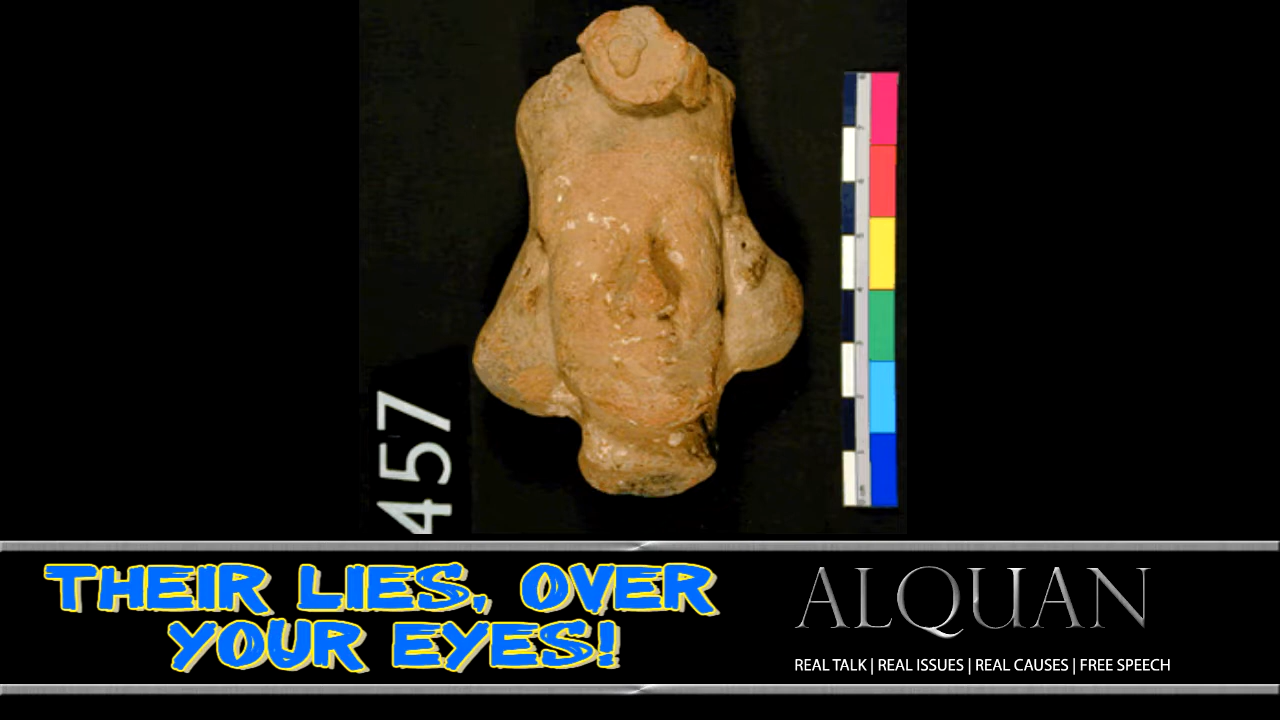 457
THEIR LIES, OVER
YOUR EYES!
ALQUAN
REAL TALK | REAL ISSUES | REAL CAUSES | FREE SPEECH